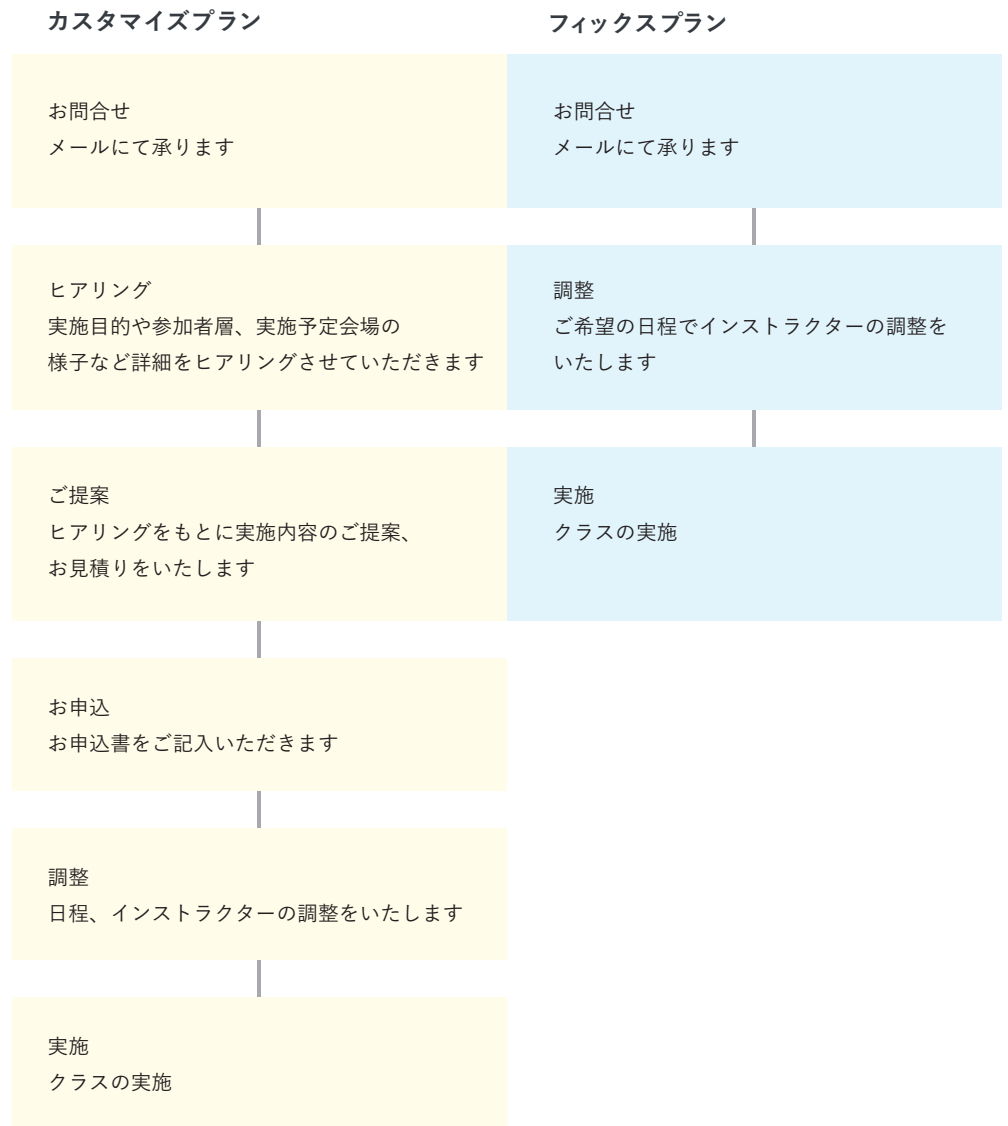 カスタマイズプラン
お問合せ
メールにて承ります
ヒアリング
実施目的や参加者層、実施予定会場の
様子など詳細をヒアリングさせていただきます
ご提案
ヒアリングをもとに実施内容のご提案、
お見積りをいたします
お申込
お申込書をご記入いただきます
調整
日程、インストラクターの調整をいたします
実施
クラスの実施
フィックスプラン
お問合せ
メールにて承ります
調整
ご希望の日程でインストラクターの調整を
いたします
実施
クラスの実施